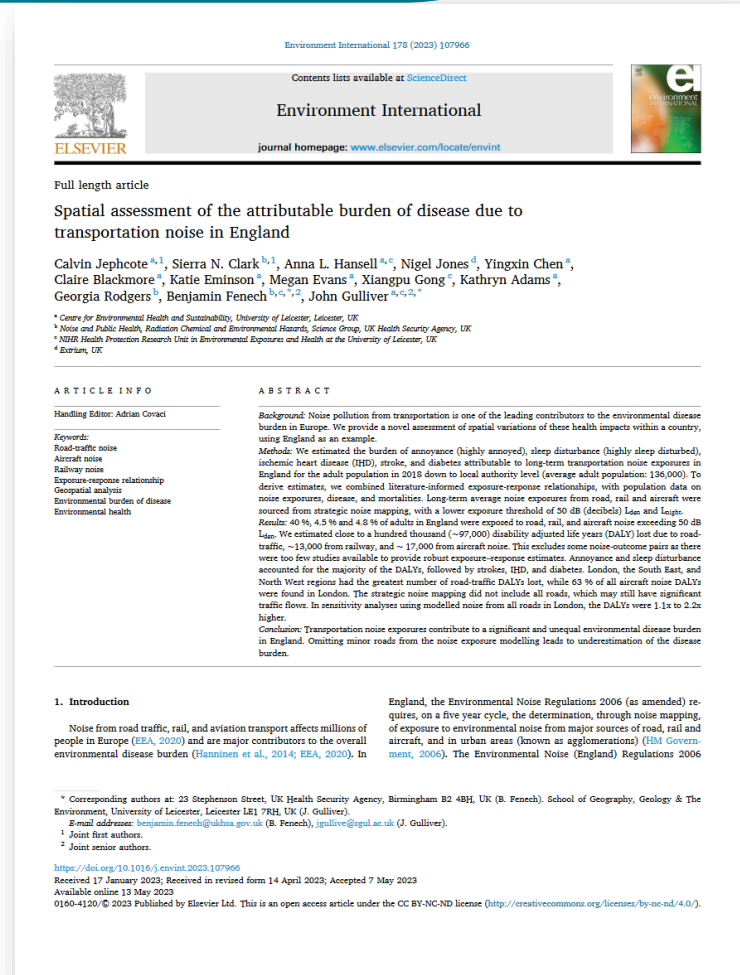 Environment International 178 (2023) 107966
Contents lists available at ScienceDirect
Environment International
journal homepage: www.elsevier.com/locate/envint
ELSEVIER
e
environment
INTERNATIONAL
Full length article
Spatial assessment of the attributable burden of disease due to
transportation noise in England
Calvin Jephcote a,1, Sierra N. Clark b,1, Anna L. Hansell a,c, Nigel Jones d, Yingxin Chen a,
Claire Blackmore a, Katie Eminson a, Megan Evans a, Xiangpu Gong c, Kathryn Adams a,
Georgia Rodgers b, Benjamin Fenech b,c,*,2, John Gulliver a,c,2,*
a Centre for Environmental Health and Sustainability, University of Leicester, Leicester, UK
b Noise and Public Health, Radiation Chemical and Environmental Hazards, Science Group, UK Health Security Agency, UK
c NIHR Health Protection Research Unit in Environmental Exposures and Health at the University of Leicester, UK
d Extrium, UK
ARTICLE INFO
Handling Editor: Adrian Covaci
Keywords:
Road-traffic noise
Aircraft noise
Railway noise
Exposure-response relationship
Geospatial analysis
Environmental burden of disease
Environmental health
ABSTRACT
Background: Noise pollution from transportation is one of the leading contributors to the environmental disease
burden in Europe. We provide a novel assessment of spatial variations of these health impacts within a country,
using England as an example.
Methods: We estimated the burden of annoyance (highly annoyed), sleep disturbance (highly sleep disturbed),
ischemic heart disease (IHD), stroke, and diabetes attributable to long-term transportation noise exposures in
England for the adult population in 2018 down to local authority level (average adult population: 136,000). To
derive estimates, we combined literature-informed exposure-response relationships, with population data on
noise exposures, disease, and mortalities. Long-term average noise exposures from road, rail and aircraft were
sourced from strategic noise mapping, with a lower exposure threshold of 50 dB (decibels) Lden and Lnight.
Results: 40 %, 4.5 % and 4.8 % of adults in England were exposed to road, rail, and aircraft noise exceeding 50 dB
Lden. We estimated close to a hundred thousand (~97,000) disability adjusted life years (DALY) lost due to road-
traffic, ~13,000 from railway, and ~ 17,000 from aircraft noise. This excludes some noise-outcome pairs as there
were too few studies available to provide robust exposure-response estimates. Annoyance and sleep disturbance
accounted for the majority of the DALYs, followed by strokes, IHD, and diabetes. London, the South East, and
North West regions had the greatest number of road-traffic DALYs lost, while 63 % of all aircraft noise DALYs
were found in London. The strategic noise mapping did not include all roads, which may still have significant
traffic flows. In sensitivity analyses using modelled noise from all roads in London, the DALYs were 1.1x to 2.2x
higher.
Conclusion: Transportation noise exposures contribute to a significant and unequal environmental disease burden
in England. Omitting minor roads from the noise exposure modelling leads to underestimation of the disease
burden.
1. Introduction
Noise from road traffic, rail, and aviation transport affects millions of
people in Europe (EEA, 2020) and are major contributors to the overall
environmental disease burden (Hanninen et al., 2014; EEA, 2020). In
England, the Environmental Noise Regulations 2006 (as amended) re-
quires, on a five year cycle, the determination, through noise mapping,
of exposure to environmental noise from major sources of road, rail and
aircraft, and in urban areas (known as agglomerations) (HM Govern-
ment, 2006). The Environmental Noise (England) Regulations 2006
* Corresponding authors at: 23 Stephenson Street, UK Health Security Agency, Birmingham B2 4BH, UK (B. Fenech). School of Geography, Geology & The
Environment, University of Leicester, Leicester LE1 7RH, UK (J. Gulliver).
E-mail addresses: benjamin.fenech@ukhsa.gov.uk (B. Fenech), jgullive@sgul.ac.uk (J. Gulliver).
1 Joint first authors.
2 Joint senior authors.
https://doi.org/10.1016/j.envint.2023.107966
Received 17 January 2023; Received in revised form 14 April 2023; Accepted 7 May 2023
Available online 13 May 2023
0160-4120/© 2023 Published by Elsevier Ltd. This is an open access article under the CC BY-NC-ND license (http://creativecommons.org/licenses/by-nc-nd/4.0/).